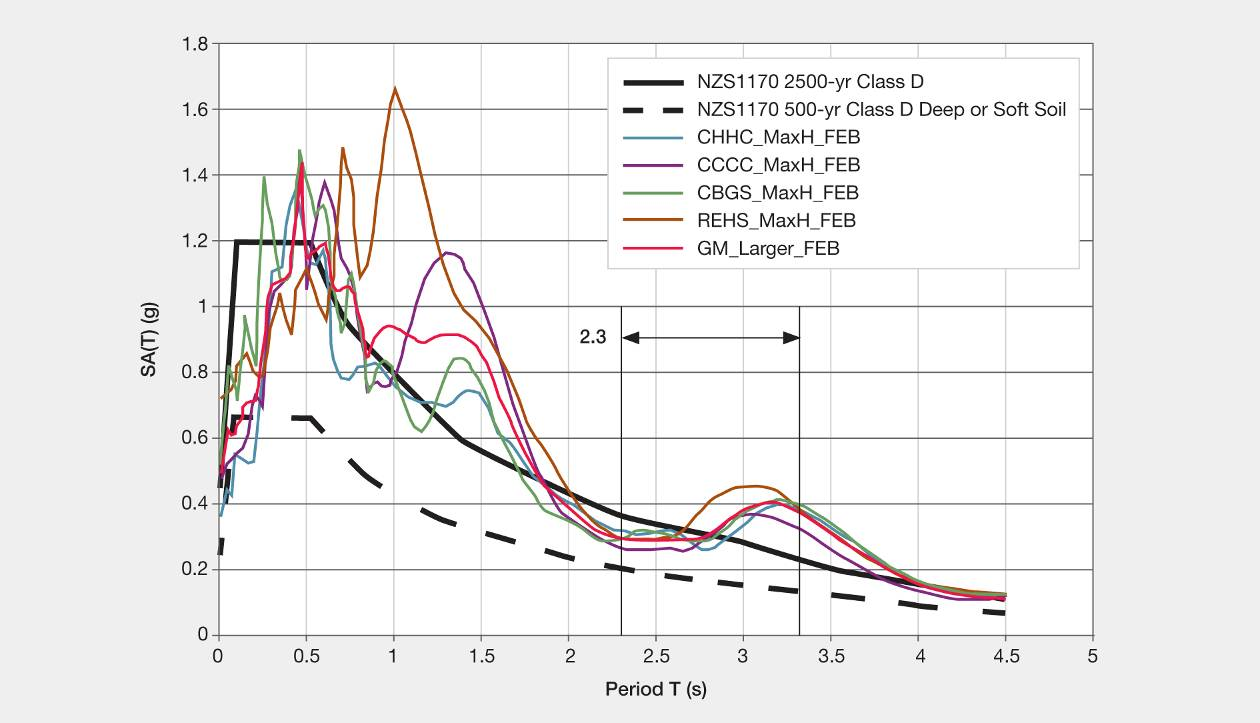 1.8
1.6
1.4
1.2
1
0.8
0.6
0.4
0.2
0
SA(T) (g)
NZS1170 2500-yr Class D
NZS1170 500-yr Class D Deep or Soft Soil
CHHC_MaxH_FEB
CCCC_MaxH_FEB
CBGS_MaxH_FEB
REHS_MaxH_FEB
GM_Larger_FEB
2.3
0 0.5 1 1.5 2 2.5 3 3.5 4 4.5 5
Period T (s)